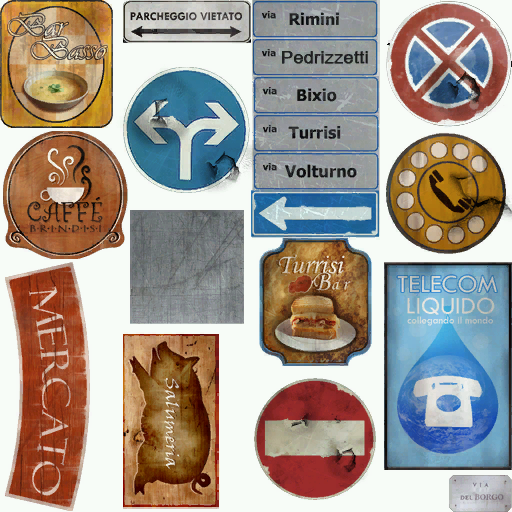 Bar
Basso
PARCHEGGIO VIETATO
via Rimini
via Pedrizzetti
via Bixio
via Turrisi
via Volturno
CAFFÉ
BRINDISI
Turrisi
Bar
TELECOM
LIQUIDO
collegando il mondo
MERCATO
Salumeria
VIA
DEL BORGO